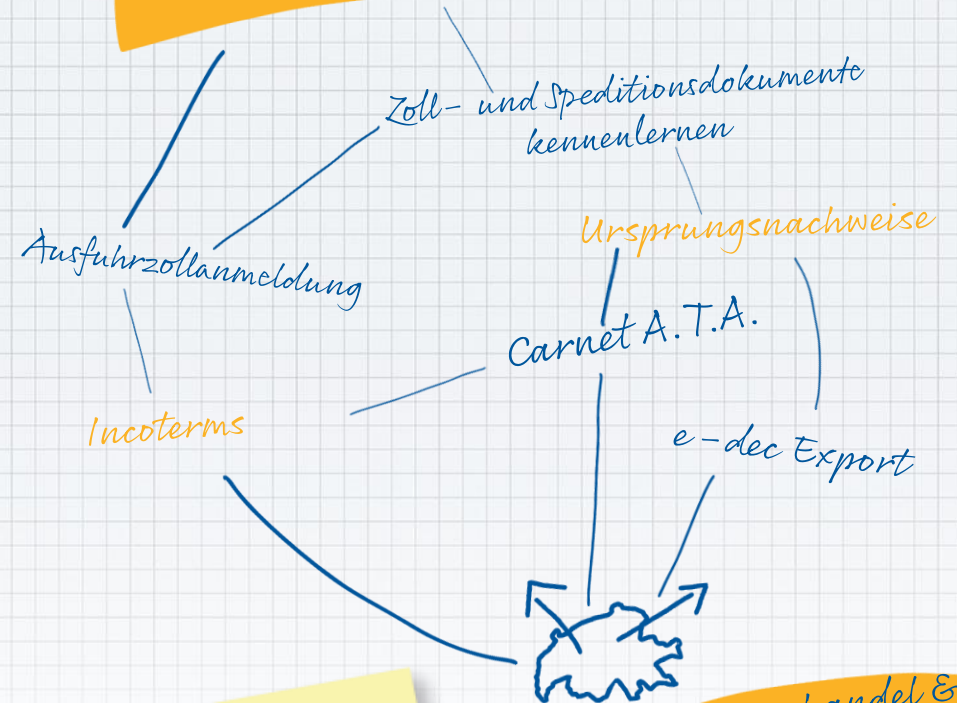 Zoll- und Speditionsdokumente
kennenlernen
Ursprungsnachweise
Ausfuhrzollanmeldung
Carnet A.T.A.
Incoterms
e-dec Export
&